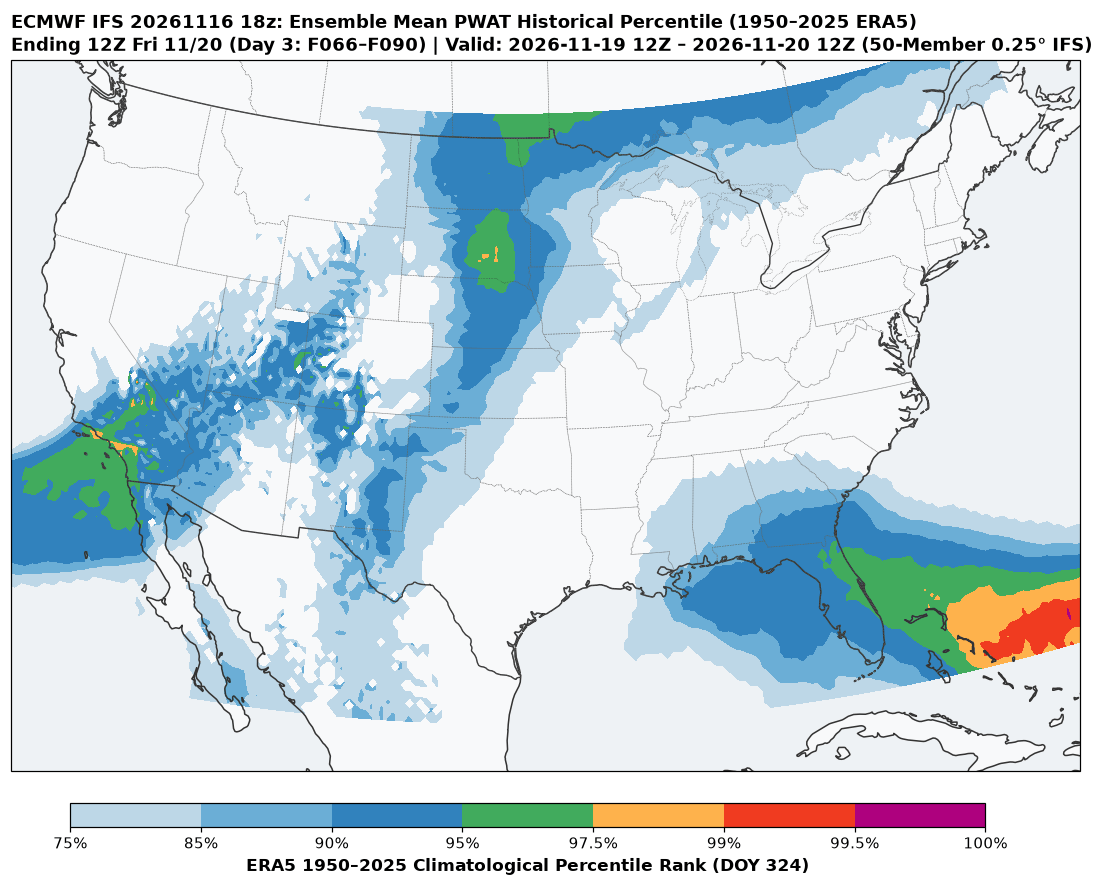 ECMWF IFS 20261116 18z: Ensemble Mean PWAT Historical Percentile (1950–2025 ERA5)
Ending 12Z Fri 11/20 (Day 3: F066–F090) | Valid: 2026-11-19 12Z – 2026-11-20 12Z (50-Member 0.25° IFS)
75% 85% 90% 95% 97.5% 99% 99.5% 100%
ERA5 1950–2025 Climatological Percentile Rank (DOY 324)